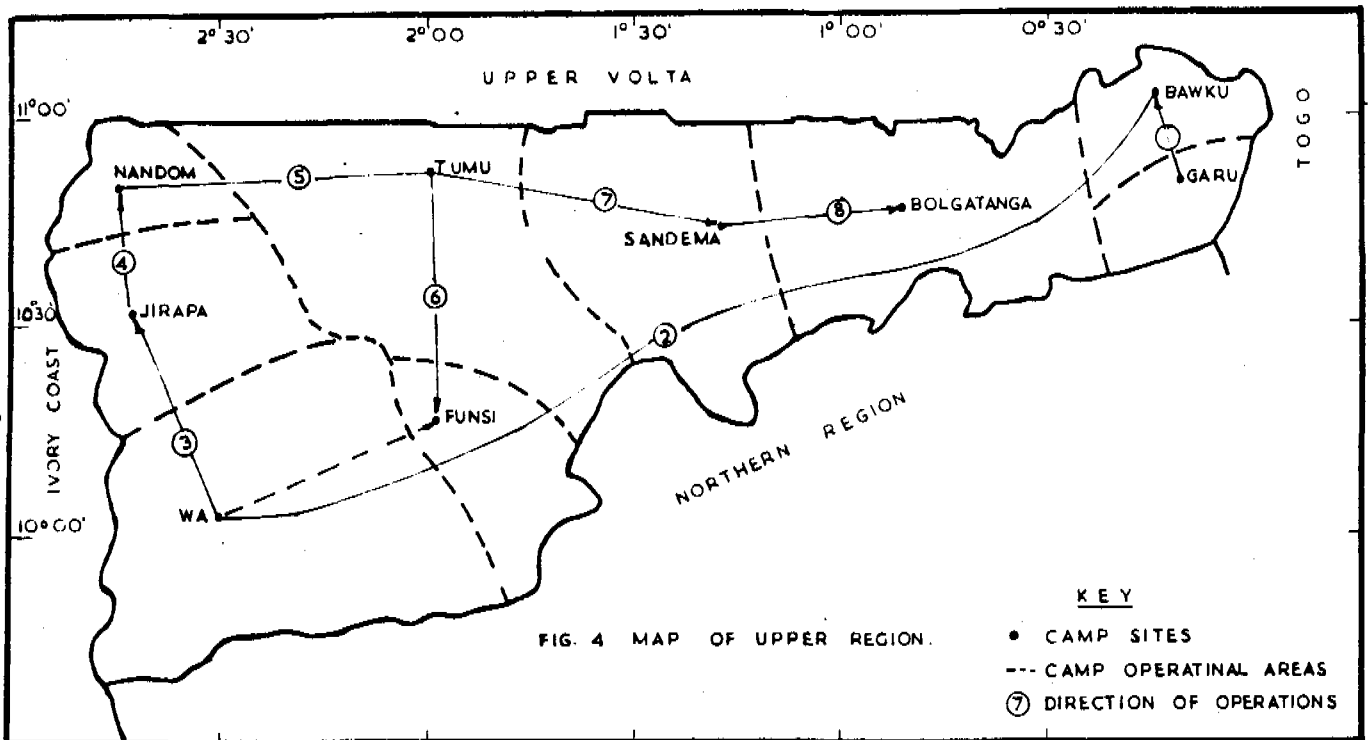 2°30' 2°00 1°30' 1°00' 0°30'
UPPER VOLTA
11°00'
BAWKU
TOGO
NANDOM
5
TUMU
GARU
7
8
BOLGATANGA
SANDEMA
4
6
JIRAPA
10°30'
2
IVORY COAST
FUNSI
3
NORTHERN REGION
WA
10°00'
KEY
FIG. 4 MAP OF UPPER REGION.
CAMP SITES
CAMP OPERATINAL AREAS
7 DIRECTION OF OPERATIONS